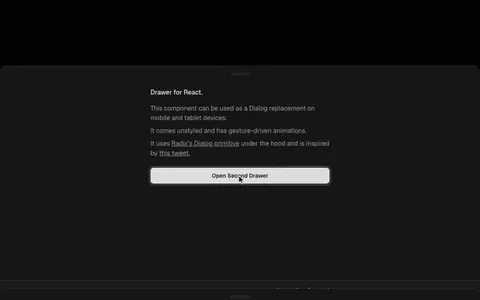 Drawer for React.
This component can be used as a Dialog replacement on
mobile and tablet devices.
It comes unstyled and has gesture-driven animations.
It uses Radix's Dialog primitive under the hood and is inspired
by this tweet.
Open Second Drawer